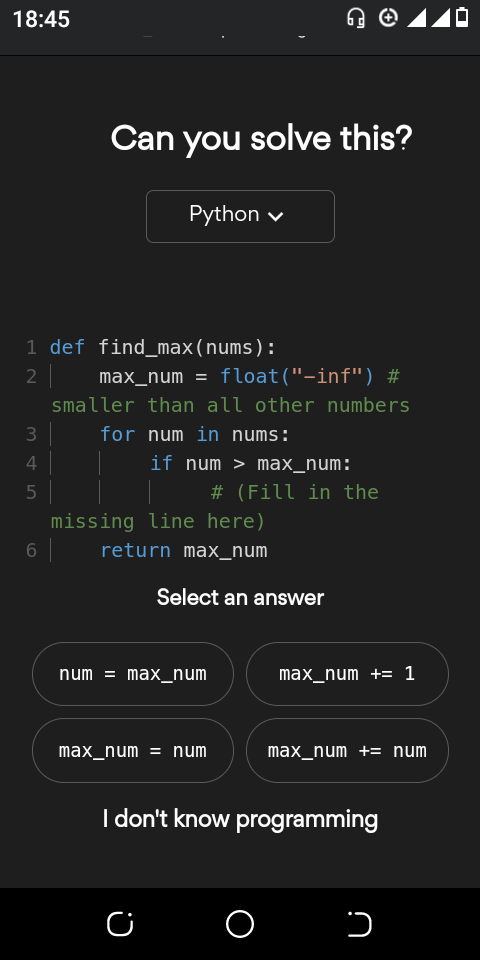 18:45
Can you solve this?
Python
1 def find_max(nums):
2 max_num = float("-inf") #
smaller than all other numbers
3 for num in nums:
4 if num > max_num:
5 # (Fill in the
missing line here)
6 return max_num
Select an answer
num = max_num max_num += 1
max_num = num max_num += num
I don't know programming